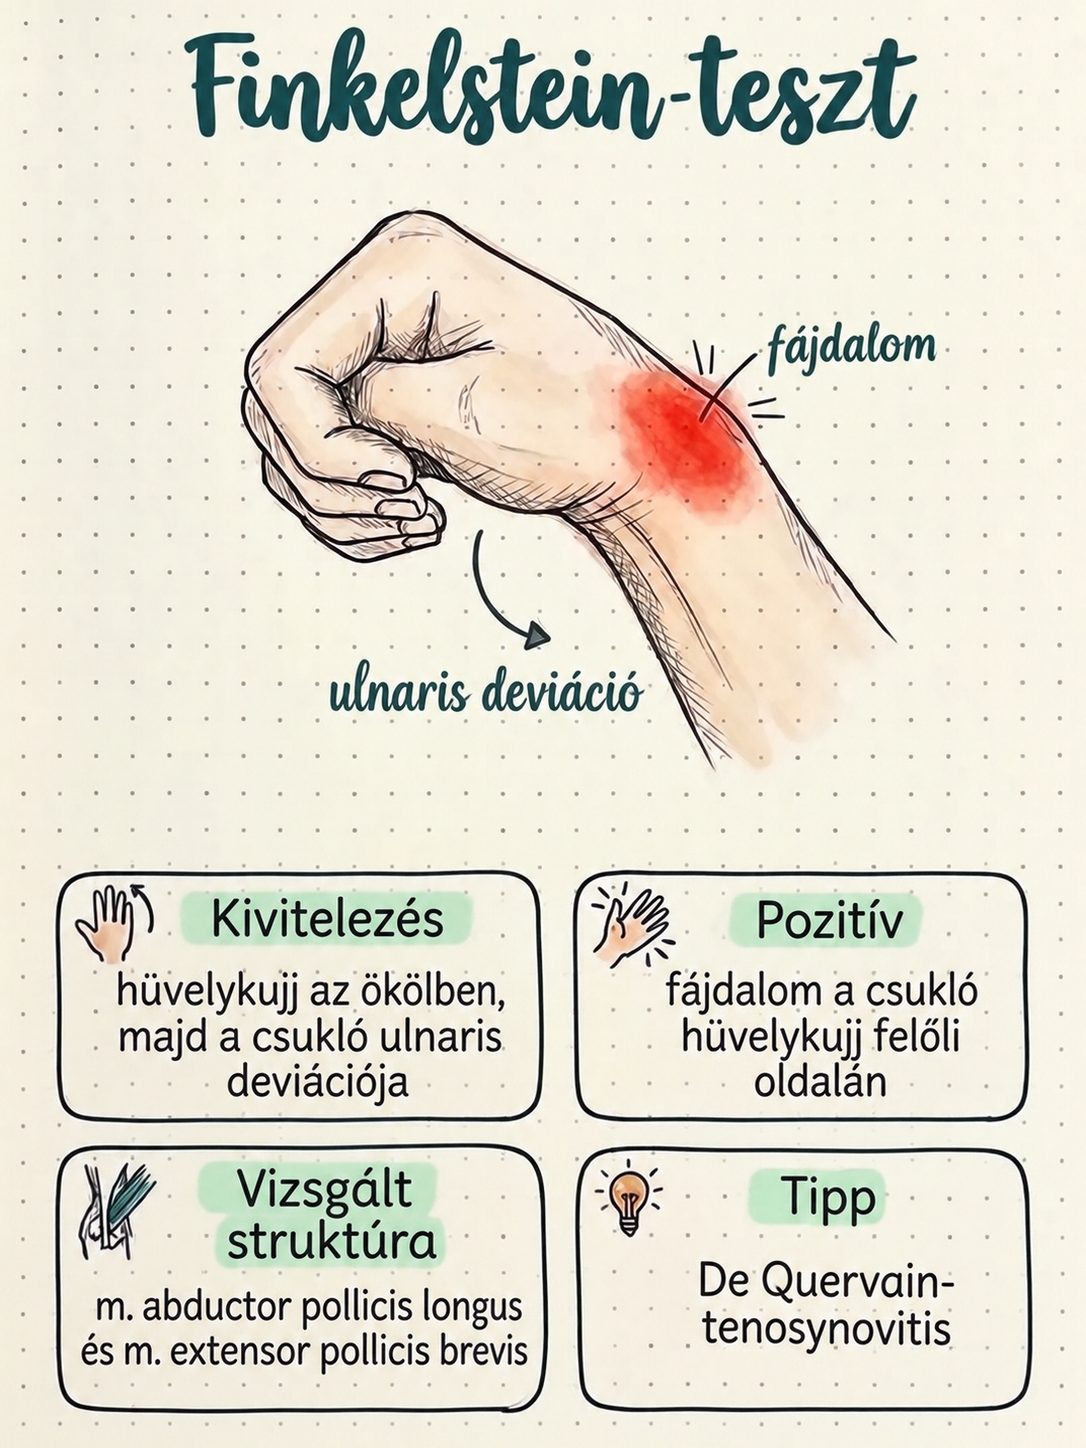 Finkelstein-teszt
fájdalom
ulnaris deviáció
Kivitelezés
hüvelykujj az ökölben,
majd a csukló ulnaris
deviációja
Pozitív
fájdalom a csukló
hüvelykujj felőli
oldalán
Vizsgált
struktúra
m. abductor pollicis longus
és m. extensor pollicis brevis
Tipp
De Quervain-
tenosynovitis